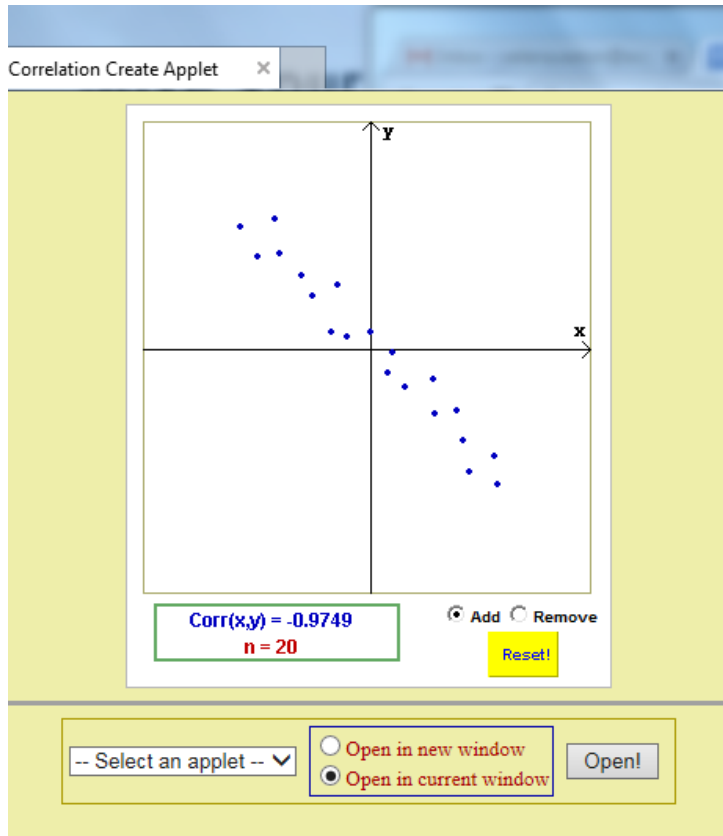 Correlation Create Applet ×
y
x
Corr(x,y) = -0.9749
n = 20
Add Remove
Reset!
-- Select an applet --
Open in new window
Open in current window
Open!